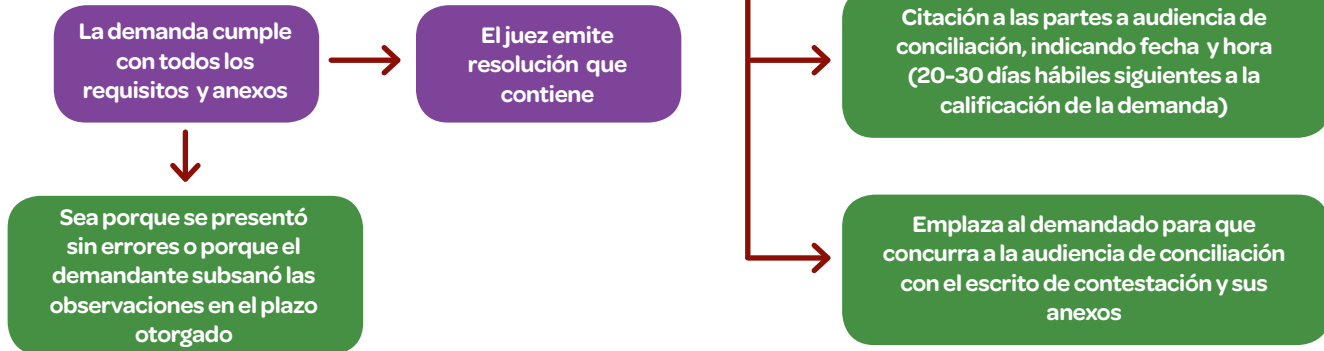 La demanda cumple
con todos los
requisitos y anexos
El juez emite
resolución que
contiene
Citación a las partes a audiencia de
conciliación, indicando fecha y hora
(20-30 días hábiles siguientes a la
calificación de la demanda)
Sea porque se presentó
sin errores o porque el
demandante subsanó las
observaciones en el plazo
otorgado
Emplaza al demandado para que
concurra a la audiencia de conciliación
con el escrito de contestación y sus
anexos